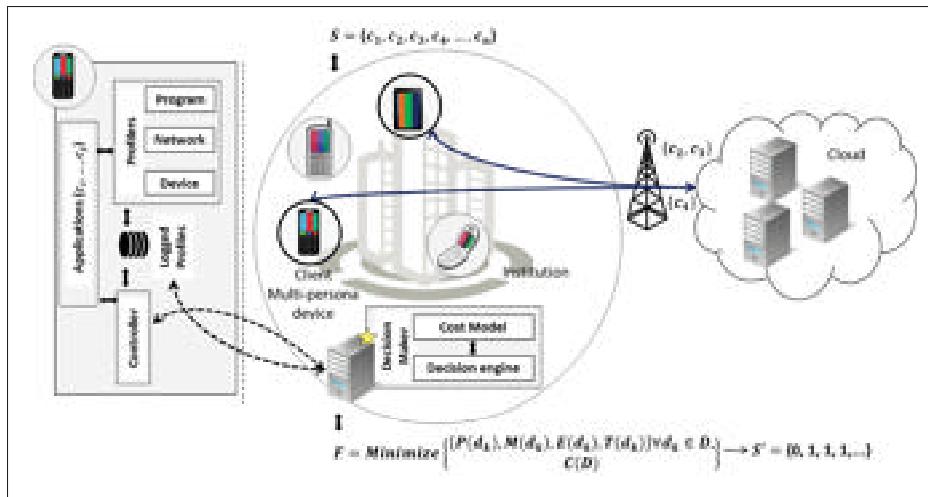 S = {c₁, c₂, c₃, c₄, … cₙ}
Program
Network
Device
Profilers
Applications {c₁, … cₙ}
Logged
Profiles
Controller
Client
Multi-persona
device
Institution
Decision
Maker
Cost Model
Decision engine
{c₂, c₃}
{c₄}
Cloud
F = Minimize { {P(dₖ), M(dₖ), E(dₖ), T(dₖ)}∀dₖ ∈ D, C(D) } → S' = {0, 1, 1, 1, …}